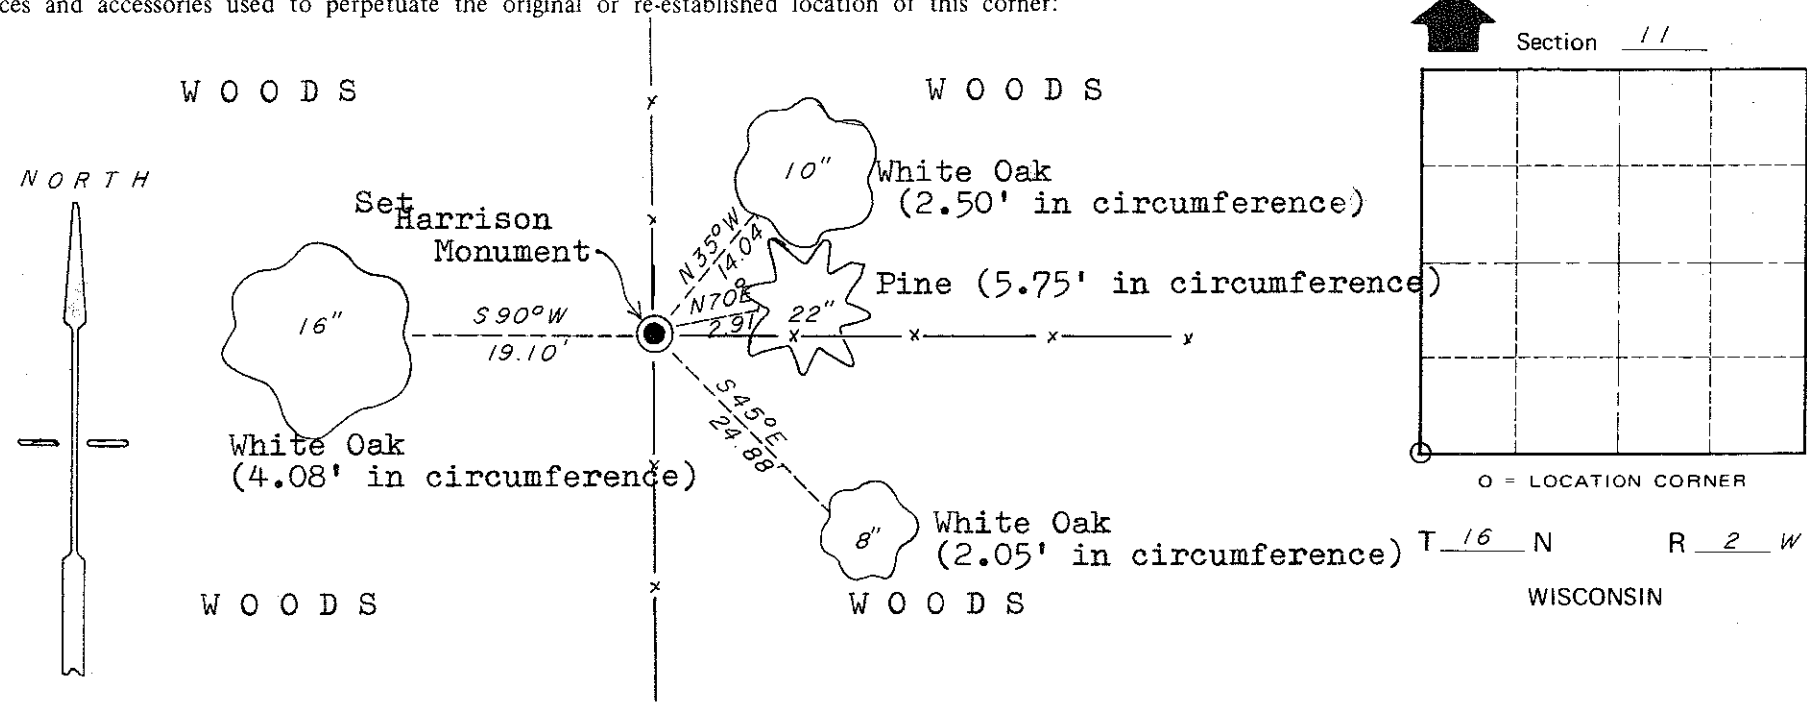 ces and accessories used to perpetuate the original or re-established location of this corner:
Section 11
WOODS
WOODS
NORTH
10"
White Oak
(2.50' in circumference)
Set
Harrison
Monument
N35°W
14.04'
Pine (5.75' in circumference)
N70°E
2.91'
22"
16"
S90°W
19.10'
S45°E
24.88'
White Oak
(4.08' in circumference)
O = LOCATION CORNER
8"
White Oak
(2.05' in circumference)
T 16 N R 2 W
WISCONSIN
WOODS
WOODS